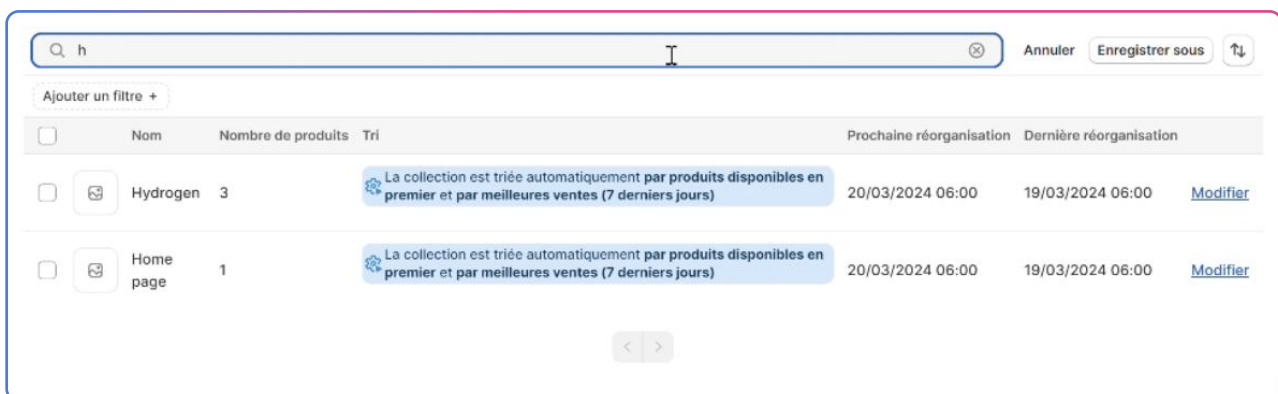 h
Annuler
Enregistrer sous
Ajouter un filtre +
Nom Nombre de produits Tri Prochaine réorganisation Dernière réorganisation
Hydrogen 3 La collection est triée automatiquement par produits disponibles en
premier et par meilleures ventes (7 derniers jours) 20/03/2024 06:00 19/03/2024 06:00 Modifier
Home
page 1 La collection est triée automatiquement par produits disponibles en
premier et par meilleures ventes (7 derniers jours) 20/03/2024 06:00 19/03/2024 06:00 Modifier